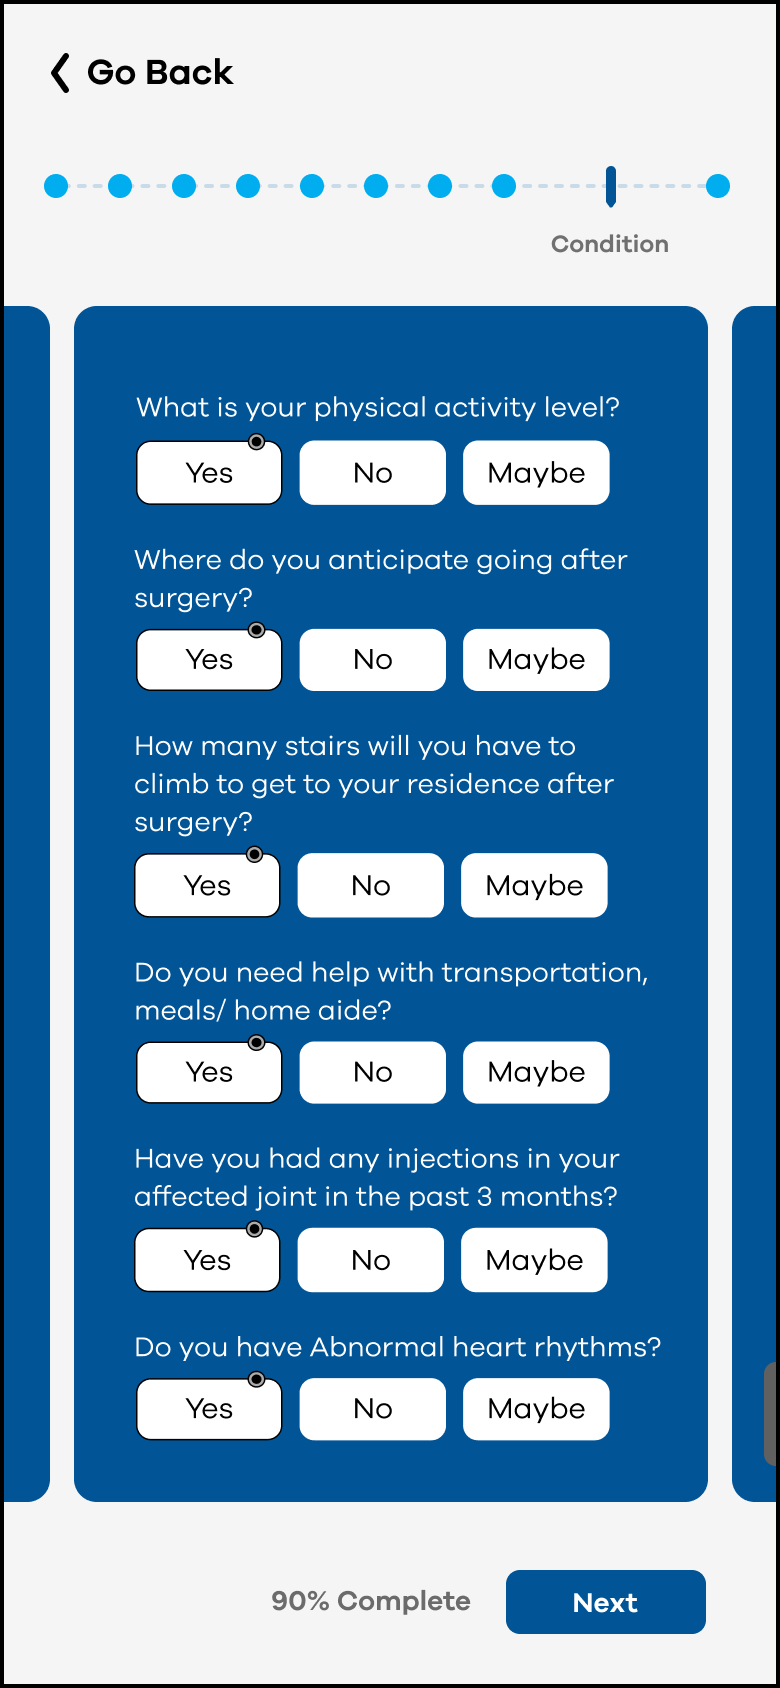 Go Back
Condition
What is your physical activity level?
Yes No Maybe
Where do you anticipate going after
surgery?
Yes No Maybe
How many stairs will you have to
climb to get to your residence after
surgery?
Yes No Maybe
Do you need help with transportation,
meals/ home aide?
Yes No Maybe
Have you had any injections in your
affected joint in the past 3 months?
Yes No Maybe
Do you have Abnormal heart rhythms?
Yes No Maybe
90% Complete Next